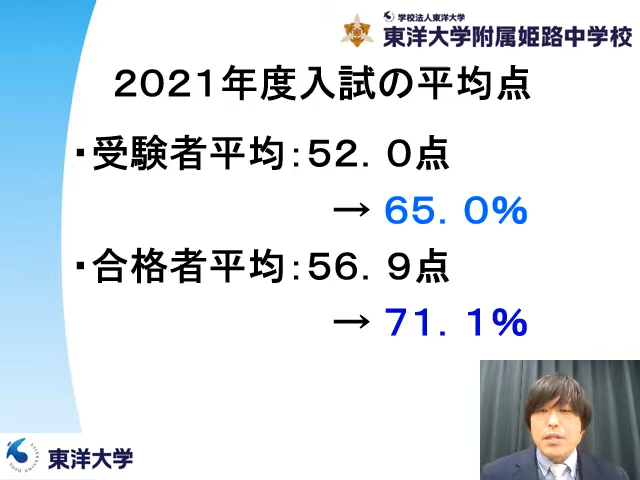 学校法人東洋大学
東洋大学附属姫路中学校
２０２１年度入試の平均点
・受験者平均：５２．０点
→ ６５．０％
・合格者平均：５６．９点
→ ７１．１％
東洋大学